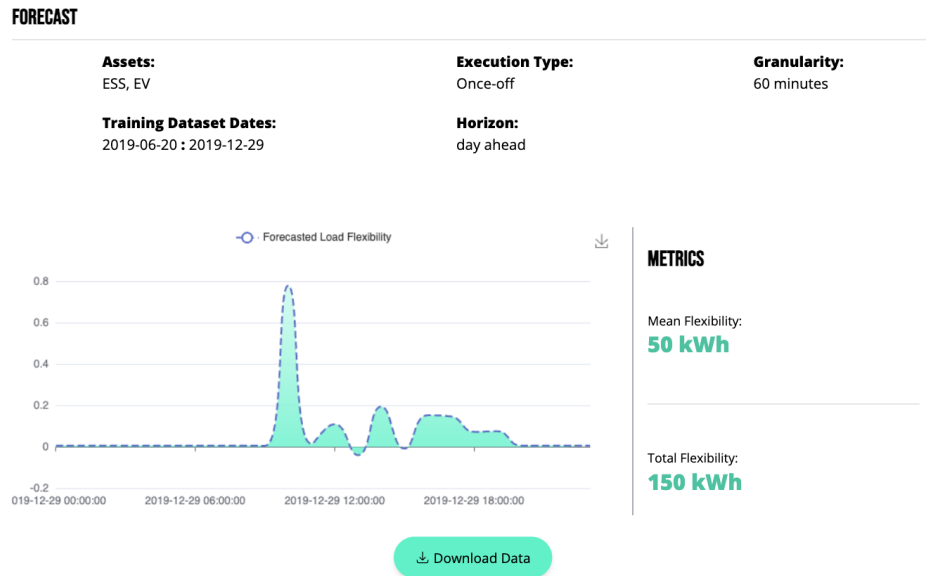 FORECAST
Assets:
ESS, EV
Execution Type:
Once-off
Granularity:
60 minutes
Training Dataset Dates:
2019-06-20 : 2019-12-29
Horizon:
day ahead
Forecasted Load Flexibility
0.8
0.6
0.4
0.2
0
-0.2
019-12-29 00:00:00
2019-12-29 06:00:00
2019-12-29 12:00:00
2019-12-29 18:00:00
METRICS
Mean Flexibility:
50 kWh
Total Flexibility:
150 kWh
Download Data